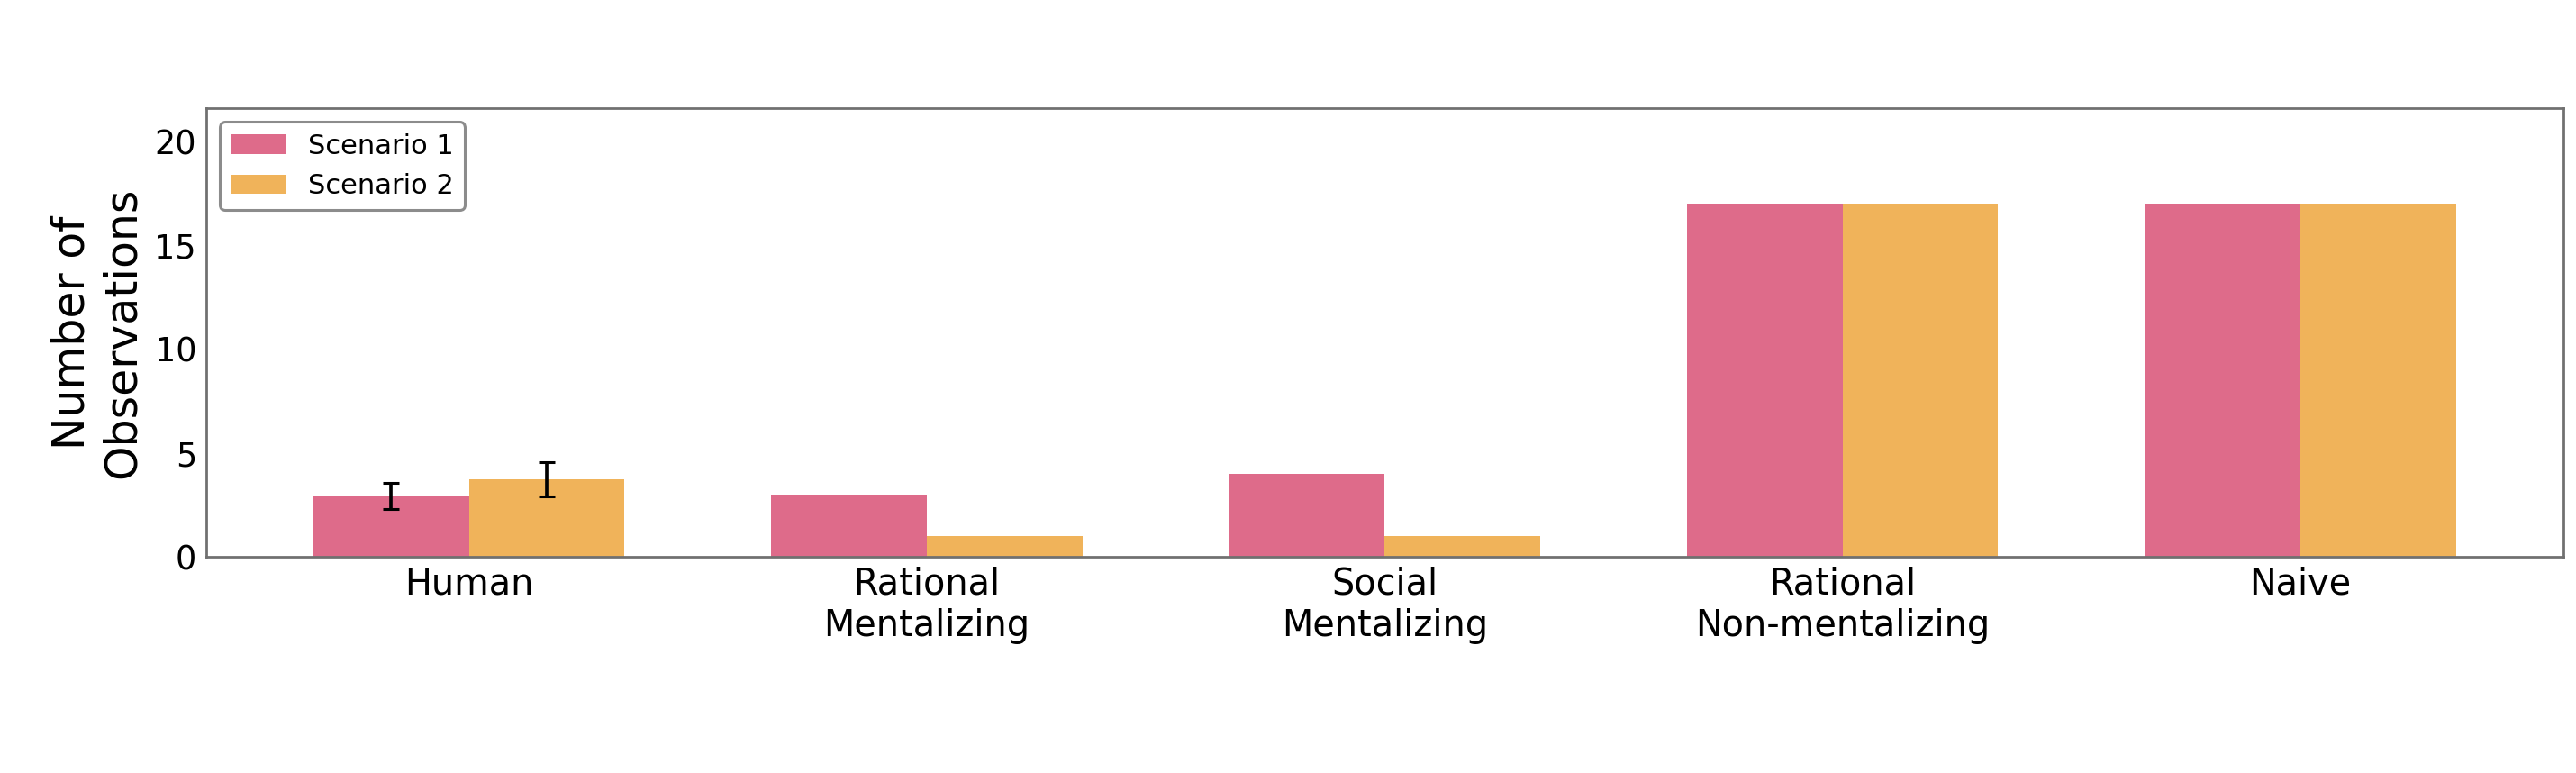 Number of
Observations
20
15
10
5
0
Scenario 1
Scenario 2
Human
Rational
Mentalizing
Social
Mentalizing
Rational
Non-mentalizing
Naive